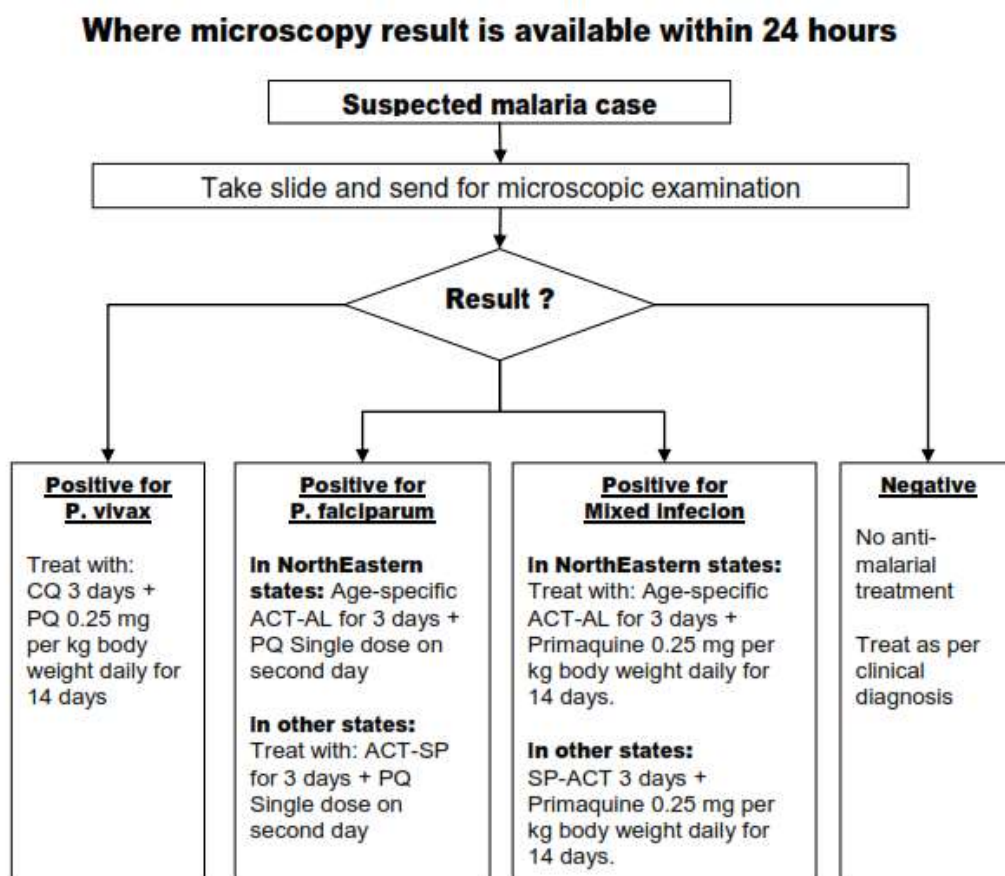 Where microscopy result is available within 24 hours
Suspected malaria case
Take slide and send for microscopic examination
Result ?
Positive for
P. vivax
Treat with:
CQ 3 days +
PQ 0.25 mg
per kg body
weight daily for
14 days
Positive for
P. falciparum
In NorthEastern
states: Age-specific
ACT-AL for 3 days +
PQ Single dose on
second day
In other states:
Treat with: ACT-SP
for 3 days + PQ
Single dose on
second day
Positive for
Mixed infecion
In NorthEastern states:
Treat with: Age-specific
ACT-AL for 3 days +
Primaquine 0.25 mg per
kg body weight daily for
14 days.
In other states:
SP-ACT 3 days +
Primaquine 0.25 mg per
kg body weight daily for
14 days.
Negative
No anti-
malarial
treatment
Treat as per
clinical
diagnosis